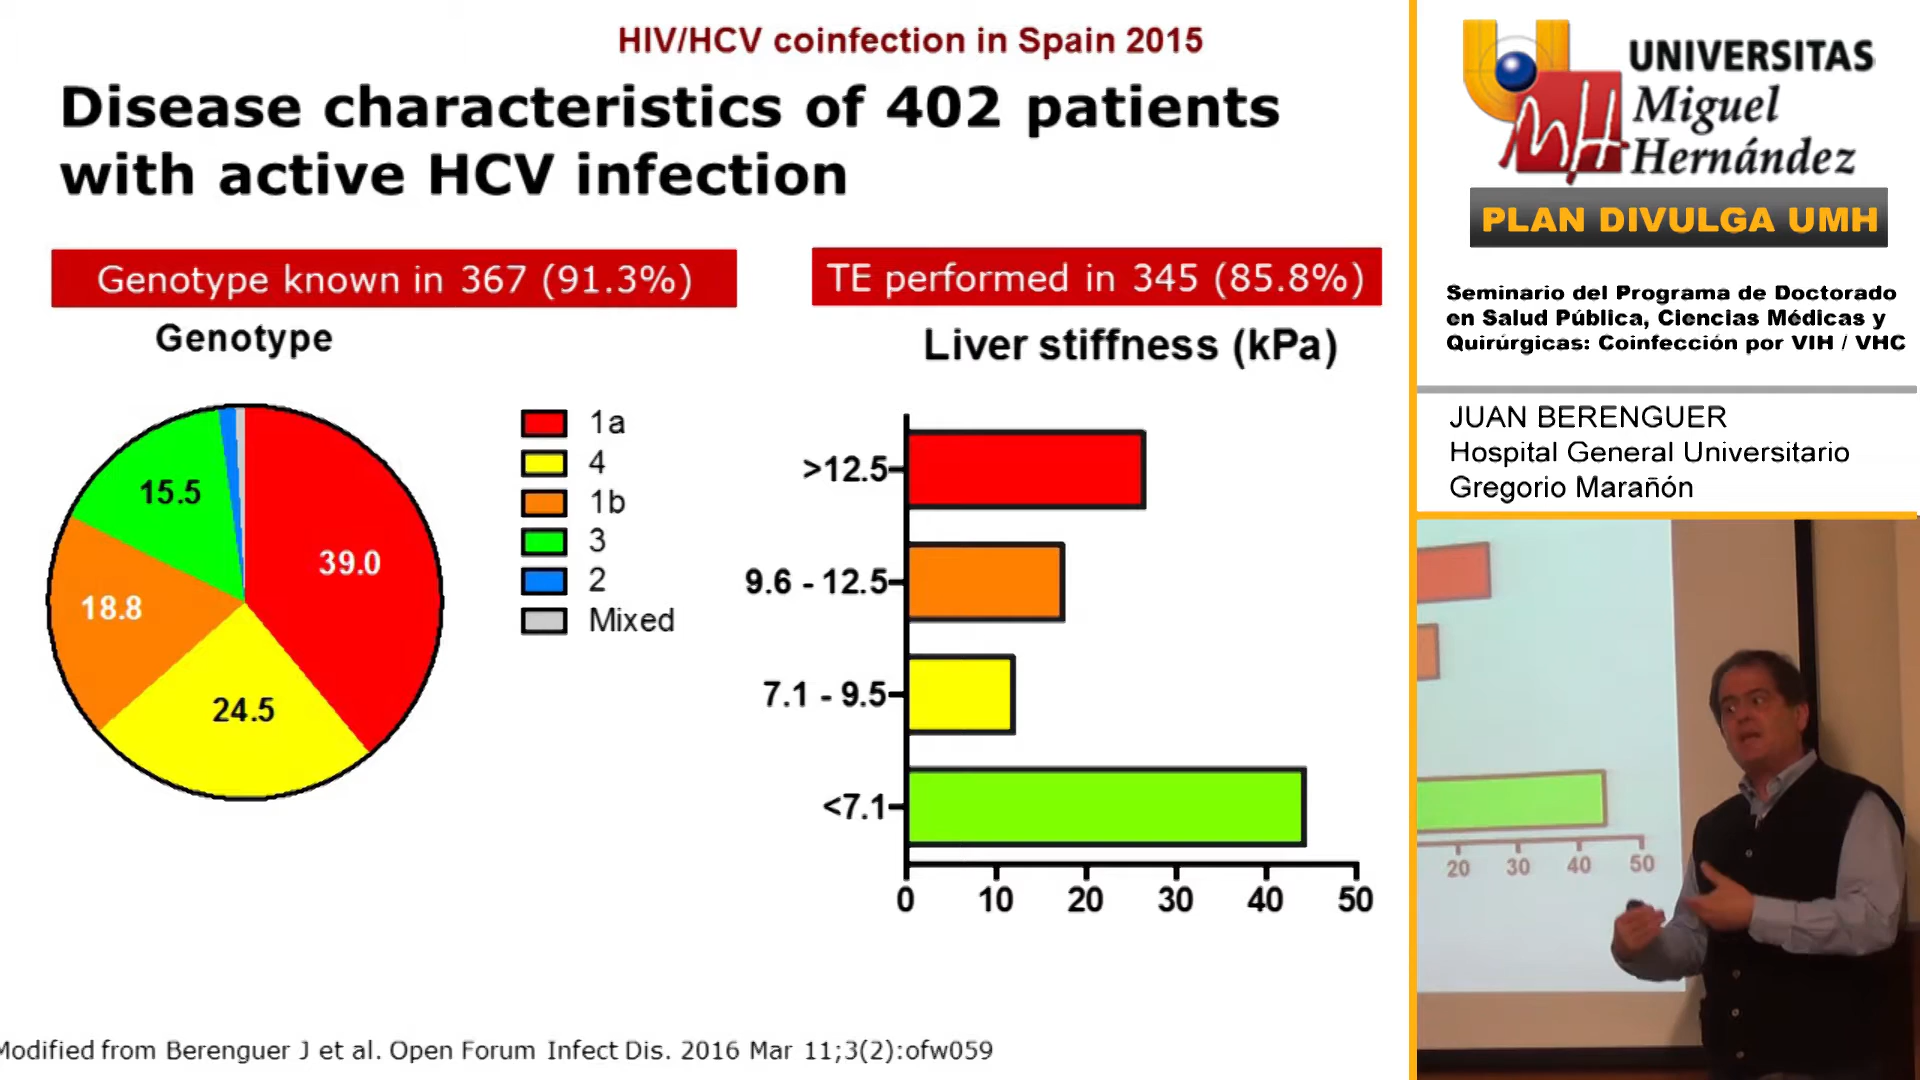 HIV/HCV coinfection in Spain 2015
Disease characteristics of 402 patients
with active HCV infection
Genotype known in 367 (91.3%)
Genotype
39.0
24.5
18.8
15.5
1a
4
1b
3
2
Mixed
TE performed in 345 (85.8%)
Liver stiffness (kPa)
>12.5
9.6 - 12.5
7.1 - 9.5
<7.1
0 10 20 30 40 50
Modified from Berenguer J et al. Open Forum Infect Dis. 2016 Mar 11;3(2):ofw059
UNIVERSITAS
Miguel
Hernández
PLAN DIVULGA UMH
Seminario del Programa de Doctorado
en Salud Pública, Ciencias Médicas y
Quirúrgicas: Coinfección por VIH / VHC
JUAN BERENGUER
Hospital General Universitario
Gregorio Marañón
20 30 40 50